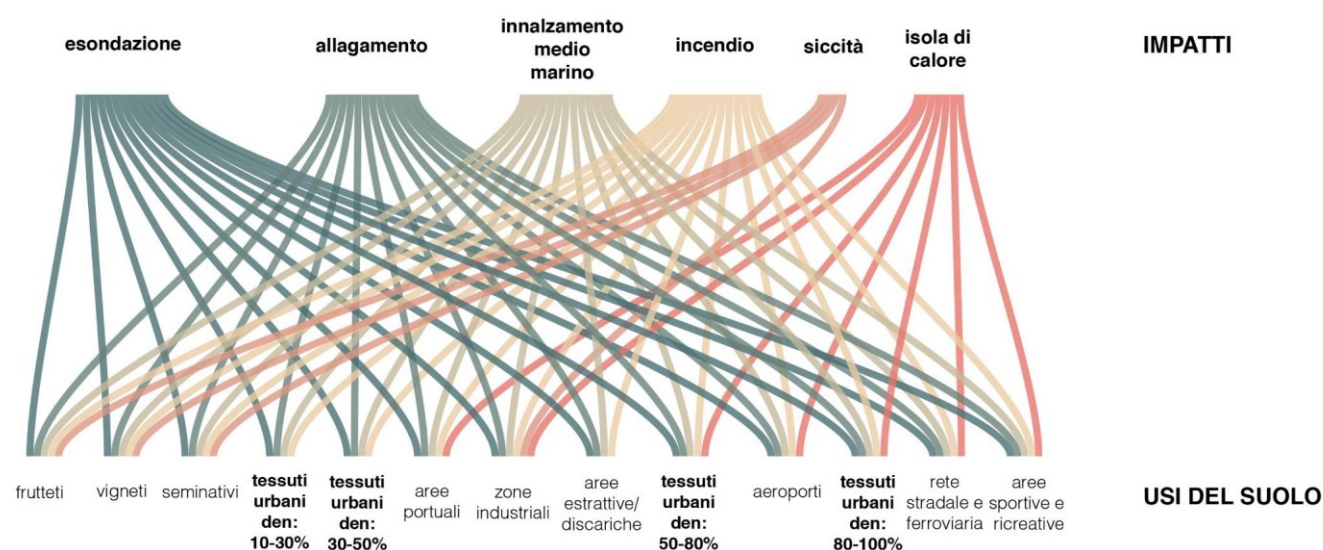 esondazione
allagamento
innalzamento
medio
marino
incendio
siccità
isola di
calore
IMPATTI
frutteti
vigneti
seminativi
tessuti
urbani
den:
10-30%
tessuti
urbani
den:
30-50%
aree
portuali
zone
industriali
aree
estrattive/
discariche
tessuti
urbani
den:
50-80%
aeroporti
tessuti
urbani
den:
80-100%
rete
stradale e
ferroviaria
aree
sportive e
ricreative
USI DEL SUOLO